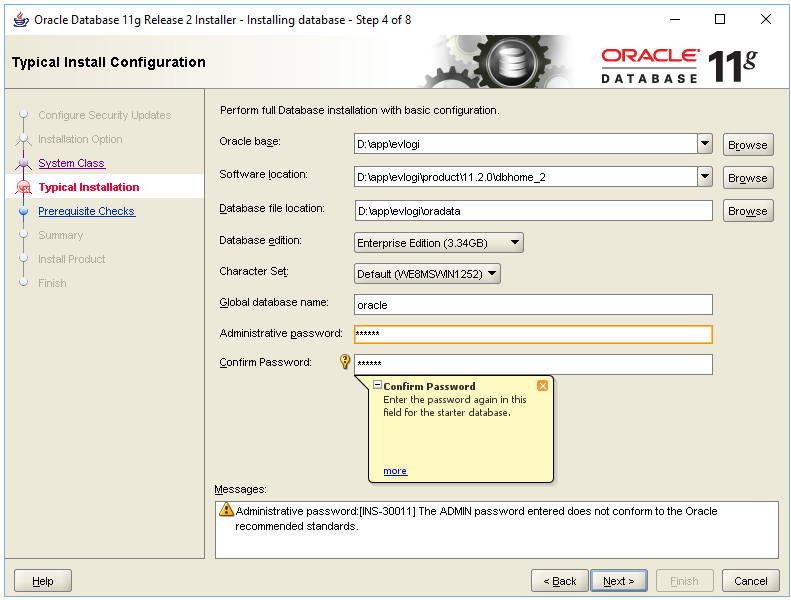 Oracle Database 11g Release 2 Installer - Installing database - Step 4 of 8
Typical Install Configuration
ORACLE
DATABASE
11g
Configure Security Updates
Installation Option
System Class
Typical Installation
Prerequisite Checks
Summary
Install Product
Finish
Perform full Database installation with basic configuration.
Oracle base: D:\app\evlogi Browse
Software location: D:\app\evlogi\product\11.2.0\dbhome_2 Browse
Database file location: D:\app\evlogi\oradata Browse
Database edition: Enterprise Edition (3.34GB)
Character Set: Default (WE8MSWIN1252)
Global database name: oracle
Administrative password: ******
Confirm Password: ******
Confirm Password
Enter the password again in this
field for the starter database.
more
Messages:
Administrative password:[INS-30011] The ADMIN password entered does not conform to the Oracle
recommended standards.
Help < Back Next > Finish Cancel